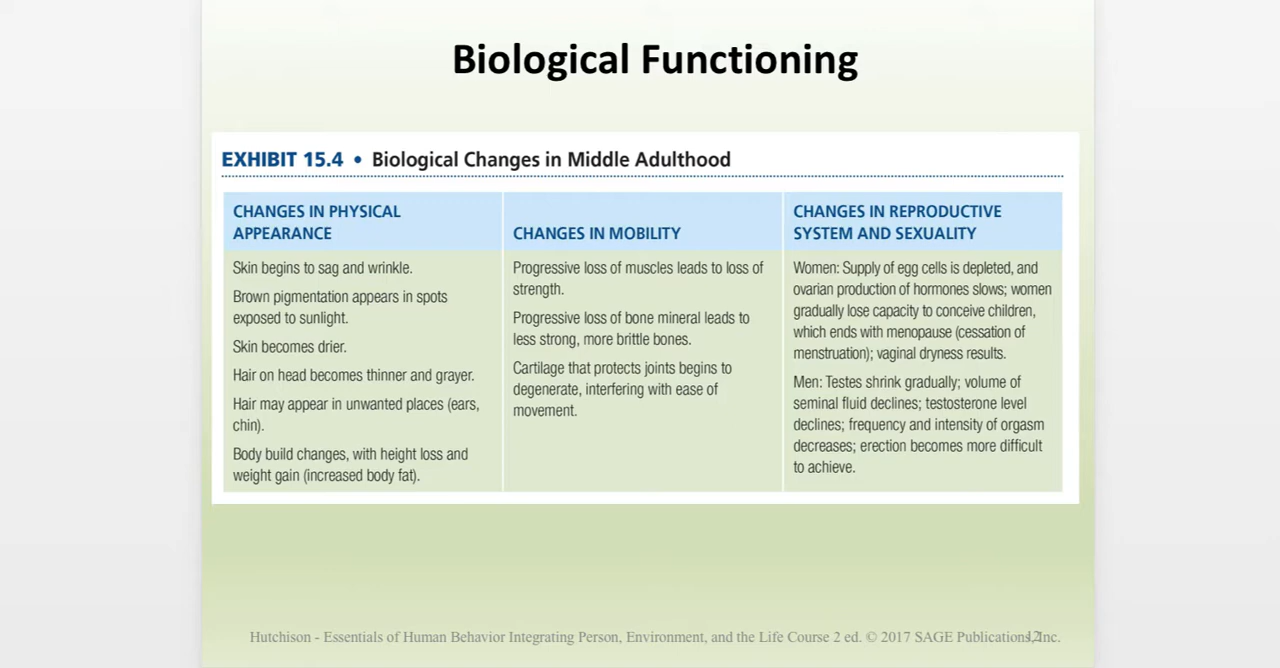 Biological Functioning
EXHIBIT 15.4 • Biological Changes in Middle Adulthood
CHANGES IN PHYSICAL
APPEARANCE
Skin begins to sag and wrinkle.
Brown pigmentation appears in spots
exposed to sunlight.
Skin becomes drier.
Hair on head becomes thinner and grayer.
Hair may appear in unwanted places (ears,
chin).
Body build changes, with height loss and
weight gain (increased body fat).
CHANGES IN MOBILITY
Progressive loss of muscles leads to loss of
strength.
Progressive loss of bone mineral leads to
less strong, more brittle bones.
Cartilage that protects joints begins to
degenerate, interfering with ease of
movement.
CHANGES IN REPRODUCTIVE
SYSTEM AND SEXUALITY
Women: Supply of egg cells is depleted, and
ovarian production of hormones slows; women
gradually lose capacity to conceive children,
which ends with menopause (cessation of
menstruation); vaginal dryness results.
Men: Testes shrink gradually; volume of
seminal fluid declines; testosterone level
declines; frequency and intensity of orgasm
decreases; erection becomes more difficult
to achieve.
Hutchison - Essentials of Human Behavior Integrating Person, Environment, and the Life Course 2 ed. © 2017 SAGE Publications, Inc.
12